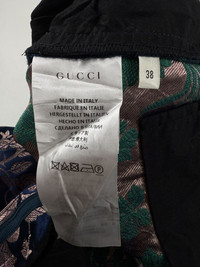 GUCCI
38
MADE IN ITALY
FABRIQUÉ EN ITALIE
HERGESTELLT IN ITALIEN
HECHO EN ITALIA
СДЕЛАНО В ИТАЛИИ